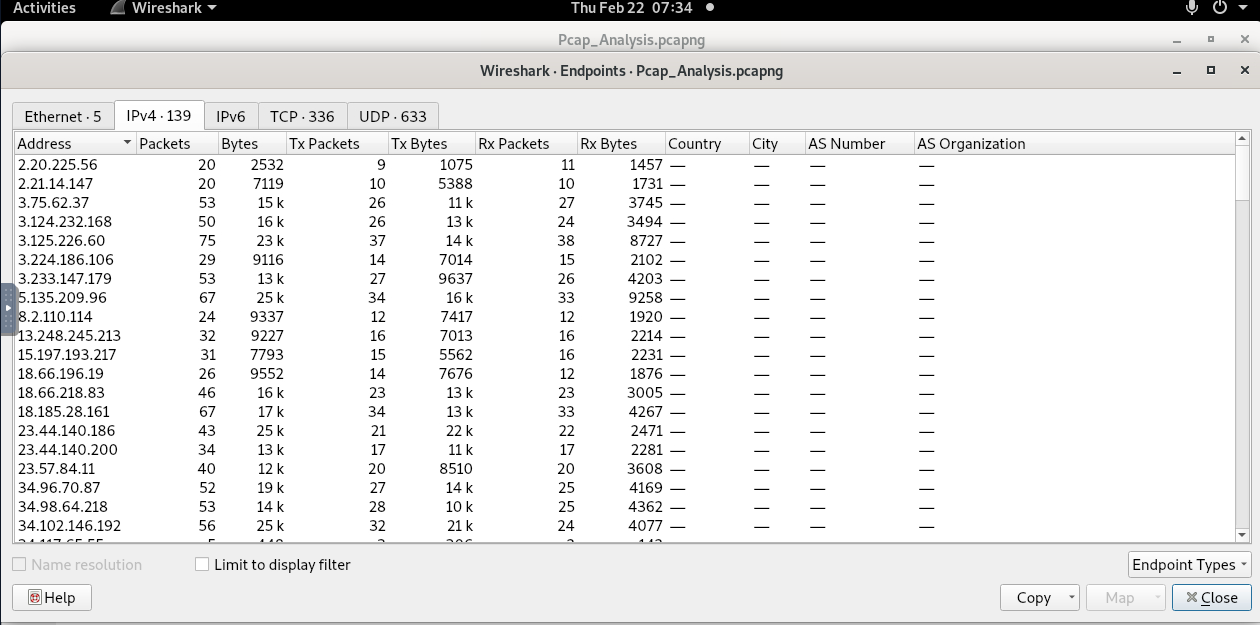 Activities Wireshark Thu Feb 22 07:34
Pcap_Analysis.pcapng
Wireshark · Endpoints · Pcap_Analysis.pcapng
Ethernet · 5 IPv4 · 139 IPv6 TCP · 336 UDP · 633
Address Packets Bytes Tx Packets Tx Bytes Rx Packets Rx Bytes Country City AS Number AS Organization
2.20.225.56 20 2532 9 1075 11 1457 — — — —
2.21.14.147 20 7119 10 5388 10 1731 — — — —
3.75.62.37 53 15 k 26 11 k 27 3745 — — — —
3.124.232.168 50 16 k 26 13 k 24 3494 — — — —
3.125.226.60 75 23 k 37 14 k 38 8727 — — — —
3.224.186.106 29 9116 14 7014 15 2102 — — — —
3.233.147.179 53 13 k 27 9637 26 4203 — — — —
5.135.209.96 67 25 k 34 16 k 33 9258 — — — —
8.2.110.114 24 9337 12 7417 12 1920 — — — —
13.248.245.213 32 9227 16 7013 16 2214 — — — —
15.197.193.217 31 7793 15 5562 16 2231 — — — —
18.66.196.19 26 9552 14 7676 12 1876 — — — —
18.66.218.83 46 16 k 23 13 k 23 3005 — — — —
18.185.28.161 67 17 k 34 13 k 33 4267 — — — —
23.44.140.186 43 25 k 21 22 k 22 2471 — — — —
23.44.140.200 34 13 k 17 11 k 17 2281 — — — —
23.57.84.11 40 12 k 20 8510 20 3608 — — — —
34.96.70.87 52 19 k 27 14 k 25 4169 — — — —
34.98.64.218 53 14 k 28 10 k 25 4362 — — — —
34.102.146.192 56 25 k 32 21 k 24 4077 — — — —
Name resolution Limit to display filter Endpoint Types
Help Copy Map Close